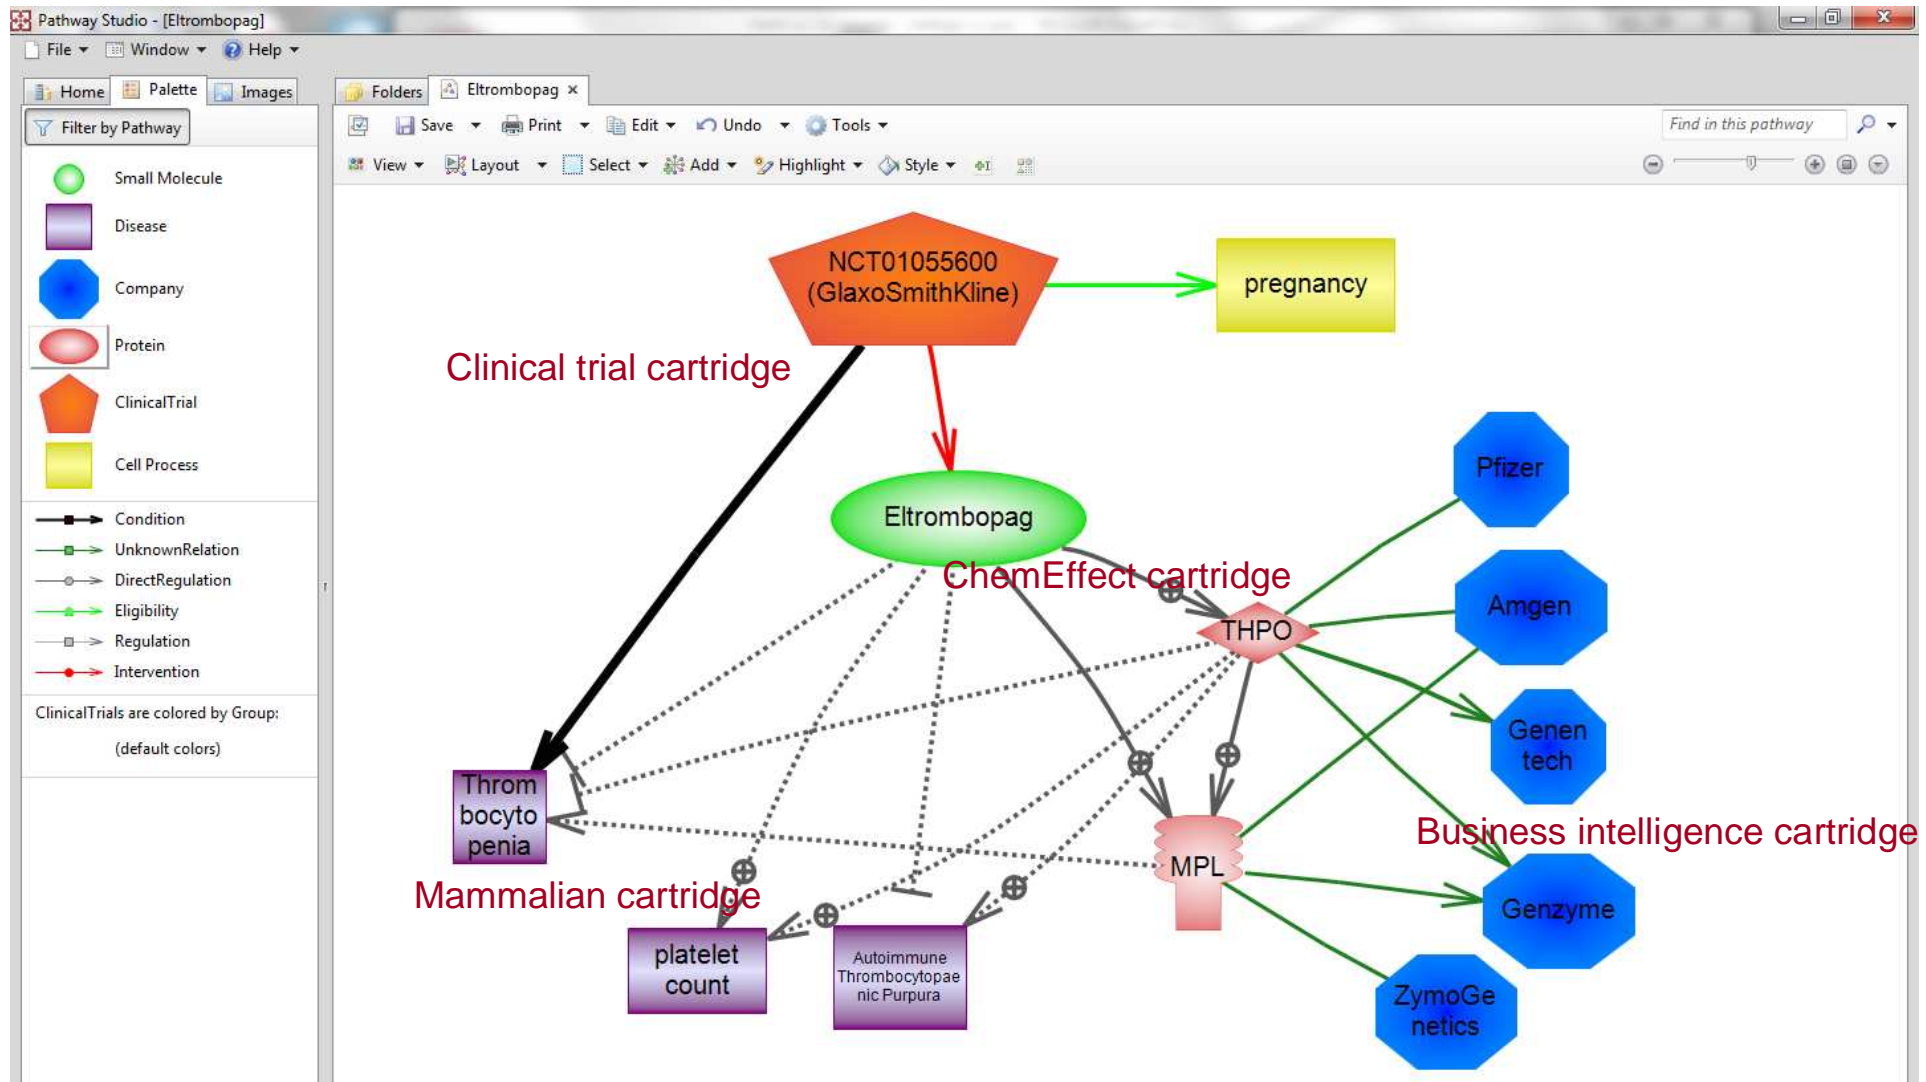 Pathway Studio - [Eltrombopag]
File Window Help
Home Palette Images
Folders Eltrombopag ×
Filter by Pathway
Save Print Edit Undo Tools
Find in this pathway
View Layout Select Add Highlight Style
Small Molecule
Disease
Company
Protein
ClinicalTrial
Cell Process
Condition
UnknownRelation
DirectRegulation
Eligibility
Regulation
Intervention
ClinicalTrials are colored by Group:
(default colors)
NCT01055600
(GlaxoSmithKline)
pregnancy
Clinical trial cartridge
Eltrombopag
ChemEffect cartridge
Pfizer
Amgen
THPO
Genen
tech
Throm
bocyto
penia
Business intelligence cartridge
MPL
Mammalian cartridge
Genzyme
platelet
count
Autoimmune
Thrombocytopae
nic Purpura
ZymoGe
netics